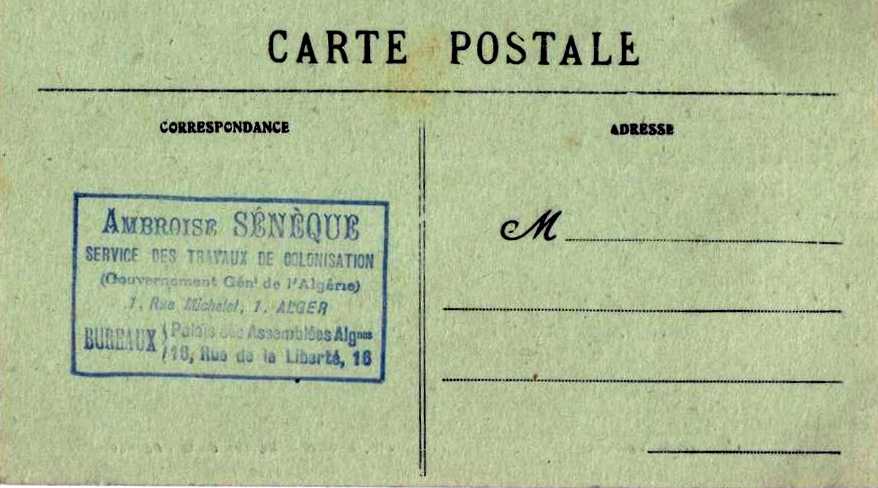 CARTE POSTALE
CORRESPONDANCE
ADRESSE
AMBROISE SÉNÈQUE
SERVICE DES TRAVAUX DE COLONISATION
(Gouvernement Génˡ de l'Algérie)
1, Rue Michelet, 1, ALGER
BUREAUX { Palais des Assemblées Algⁿᵉˢ
16, Rue de la Liberté, 16
M